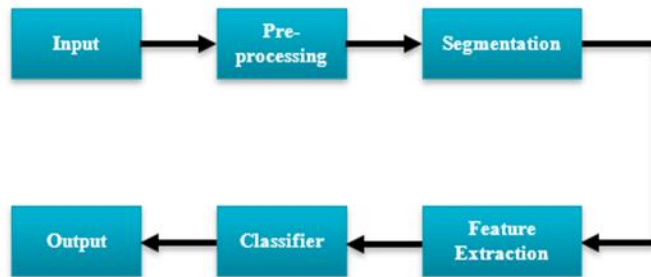 Input
Pre-
processing
Segmentation
Feature
Extraction
Classifier
Output